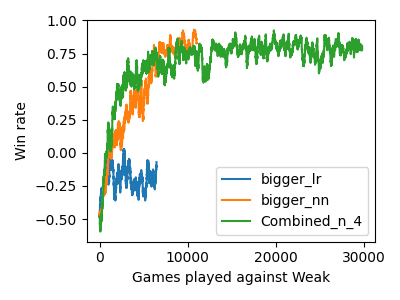 1.00
0.75
0.50
0.25
0.00
−0.25
−0.50
Win rate
bigger_lr
bigger_nn
Combined_n_4
0 10000 20000 30000
Games played against Weak